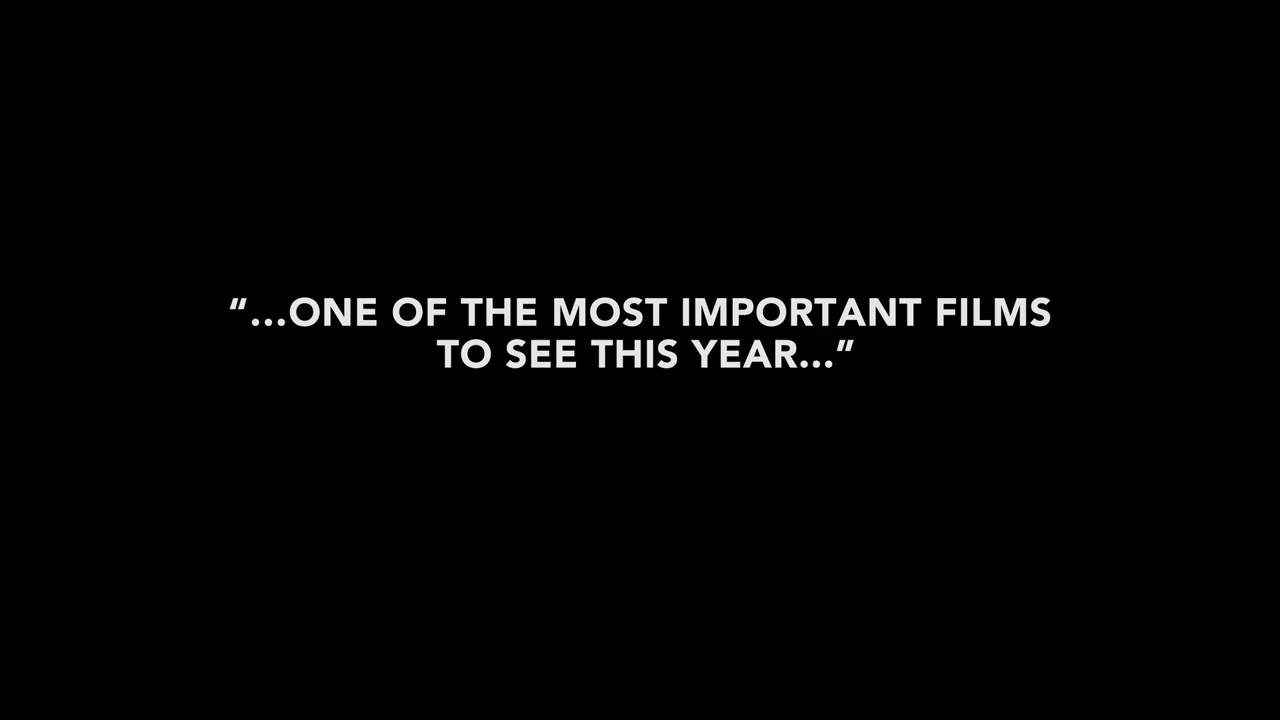 “...ONE OF THE MOST IMPORTANT FILMS
TO SEE THIS YEAR...”